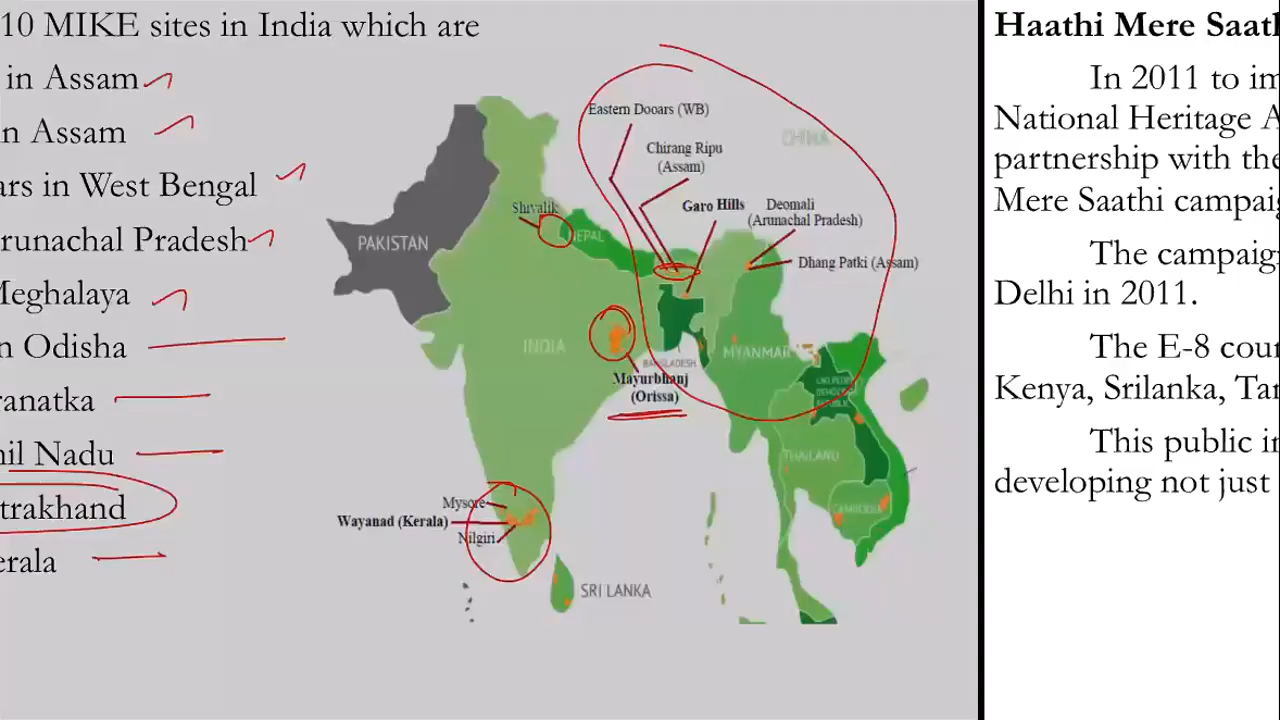 10 MIKE sites in India which are
in Assam
in Assam
ars in West Bengal
runachal Pradesh
Meghalaya
n Odisha
ranatka
il Nadu
trakhand
erala
Eastern Dooars (WB)
CHINA
Chirang Ripu
(Assam)
Garo Hills
Deomali
(Arunachal Pradesh)
Shivalik
NEPAL
PAKISTAN
Dhang Patki (Assam)
INDIA
MYANMAR
BANGLADESH
Mayurbhanj
(Orissa)
THAILAND
Mysore
Wayanad (Kerala)
CAMBODIA
Nilgiri
SRI LANKA
Haathi Mere Saath
In 2011 to im
National Heritage A
partnership with the
Mere Saathi campaig
The campaig
Delhi in 2011.
The E-8 cour
Kenya, Srilanka, Tan
This public in
developing not just